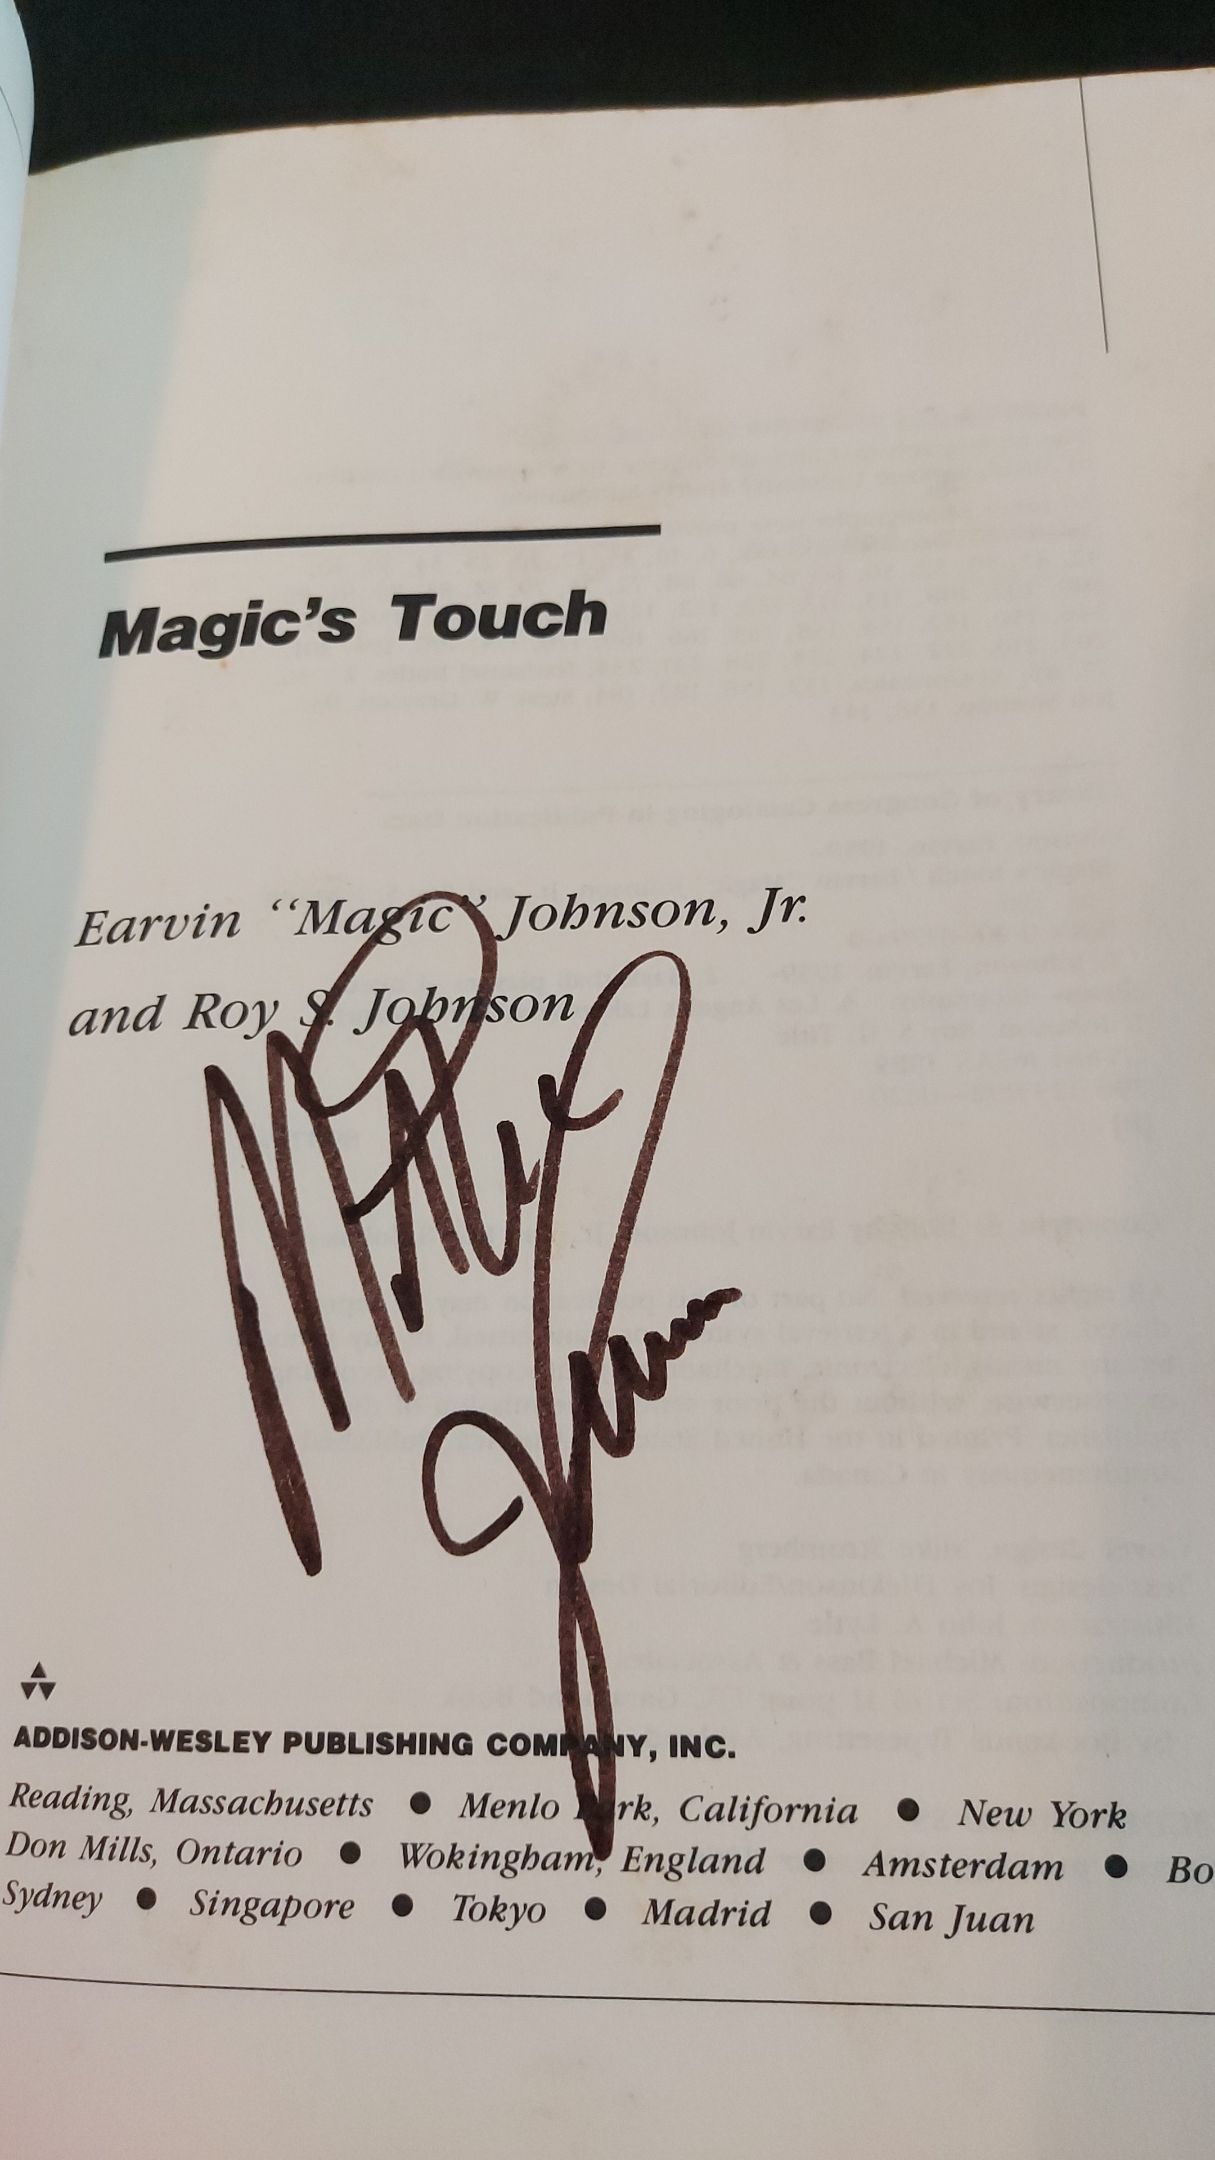 Magic's Touch
Earvin “Magic” Johnson, Jr.
and Roy S. Johnson
ADDISON-WESLEY PUBLISHING COMPANY, INC.
Reading, Massachusetts ● Menlo Park, California ● New York
Don Mills, Ontario ● Wokingham, England ● Amsterdam ● Bo
Sydney ● Singapore ● Tokyo ● Madrid ● San Juan